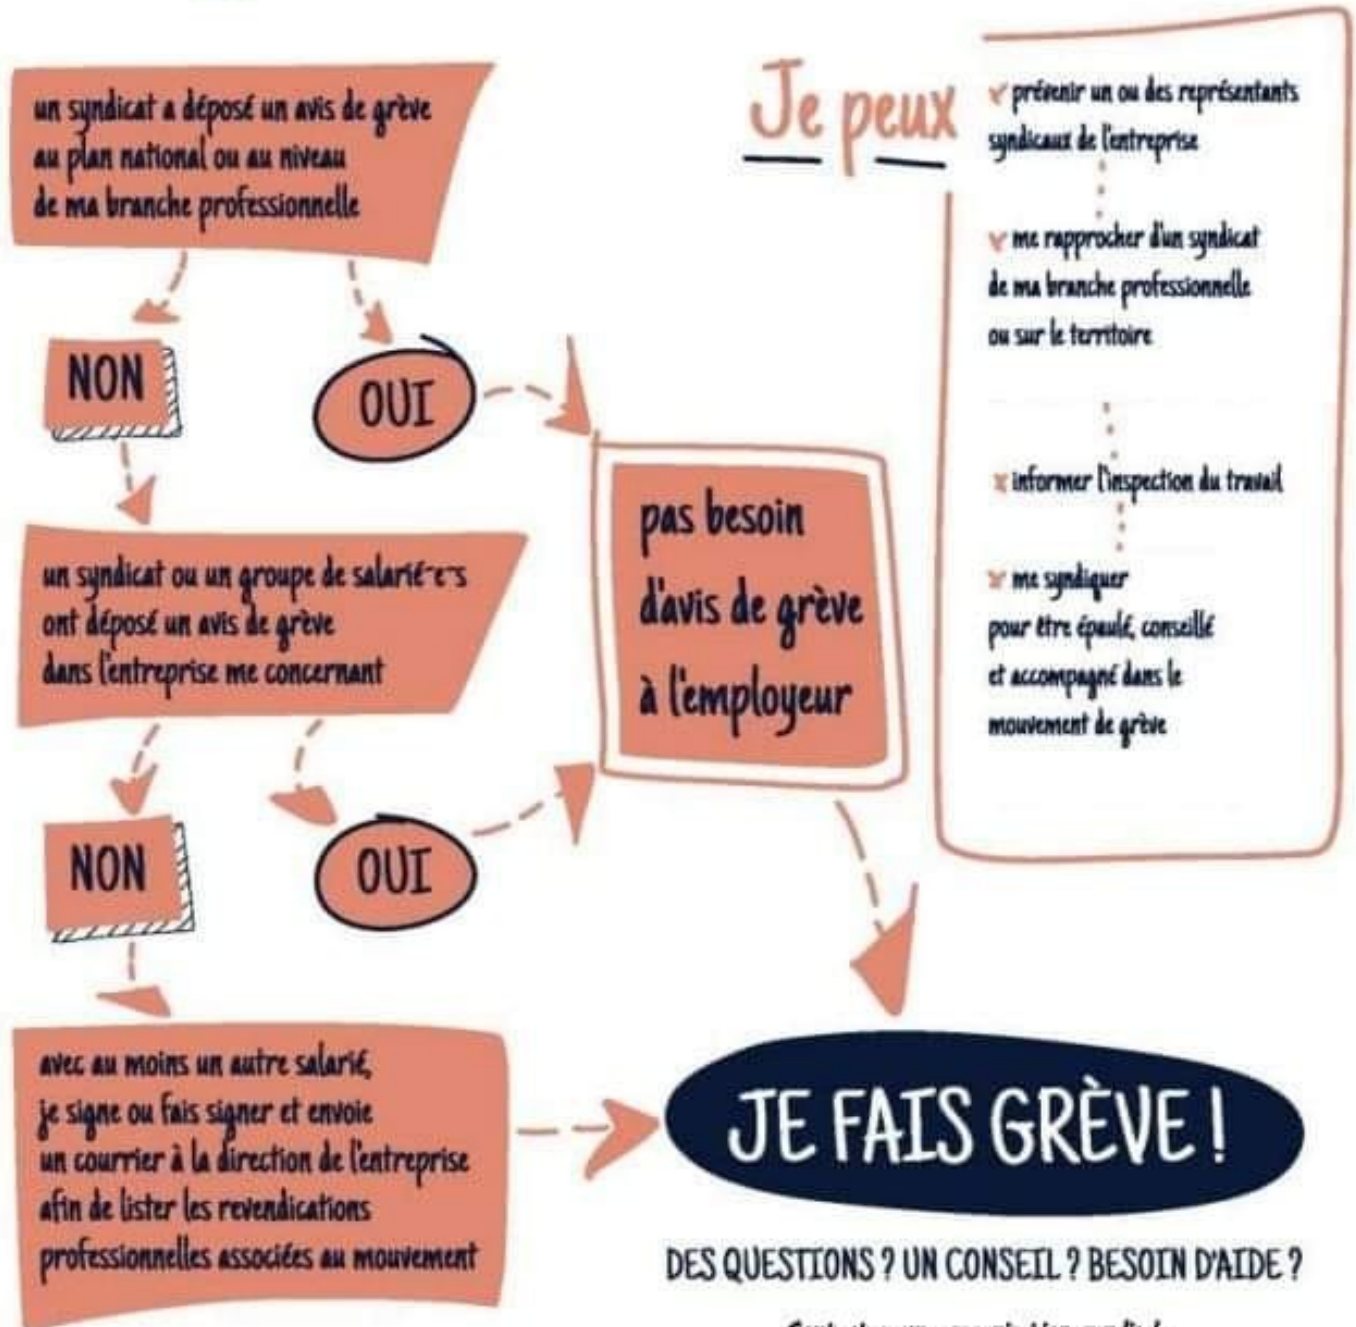 un syndicat a déposé un avis de grève
au plan national ou au niveau
de ma branche professionnelle
NON
OUI
un syndicat ou un groupe de salarié-e-s
ont déposé un avis de grève
dans l'entreprise me concernant
NON
OUI
pas besoin
d'avis de grève
à l'employeur
avec au moins un autre salarié,
je signe ou fais signer et envoie
un courrier à la direction de l'entreprise
afin de lister les revendications
professionnelles associées au mouvement
JE FAIS GRÈVE !
DES QUESTIONS ? UN CONSEIL ? BESOIN D'AIDE ?
Je peux
prévenir un ou des représentants
syndicaux de l'entreprise
me rapprocher d'un syndicat
de ma branche professionnelle
ou sur le territoire
informer l'inspection du travail
me syndiquer
pour être épaulé, conseillé
et accompagné dans le
mouvement de grève